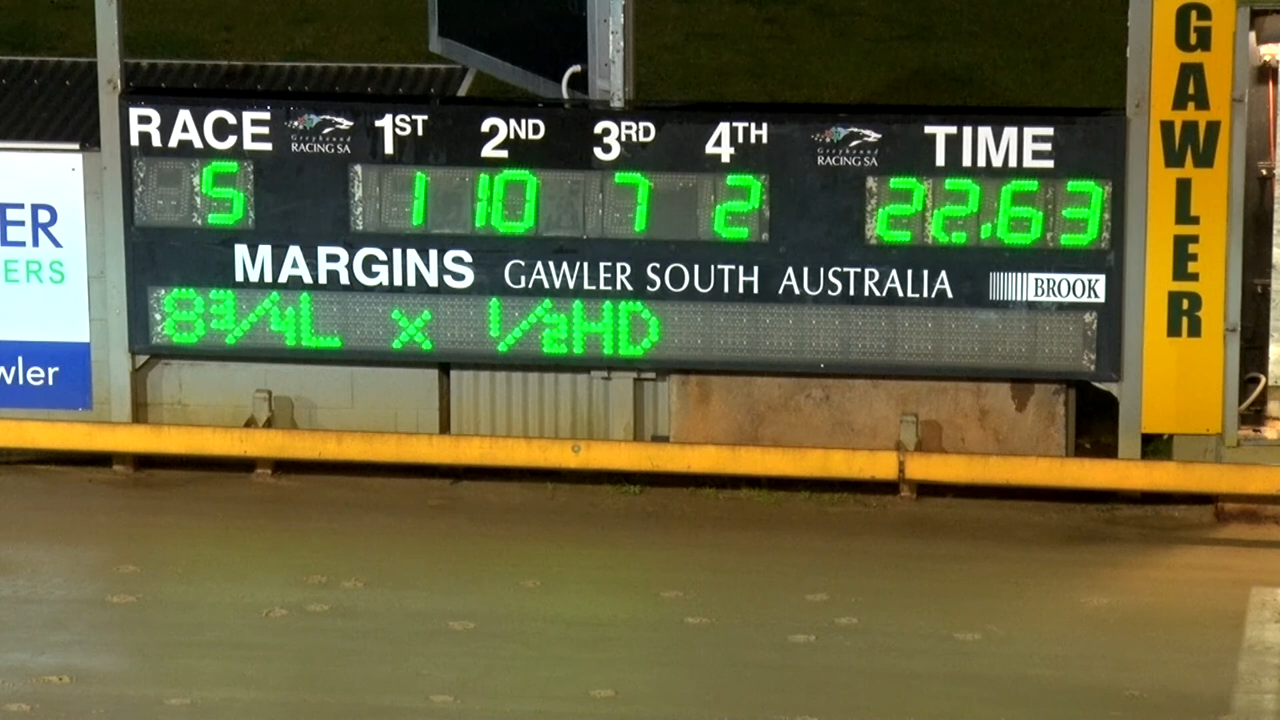 RACE Greyhound RACING SA 1ST 2ND 3RD 4TH Greyhound RACING SA TIME
5 1 10 7 2 22.63
MARGINS GAWLER SOUTH AUSTRALIA BROOK
8¾L x ½HD
GAWLER
ER
ERS
wler